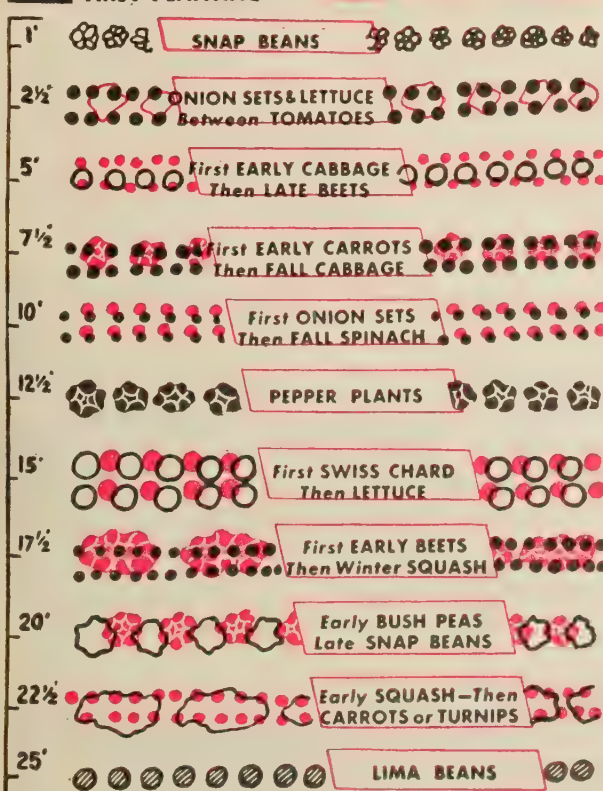 1'
SNAP BEANS
2½'
ONION SETS & LETTUCE
Between TOMATOES
5'
First EARLY CABBAGE
Then LATE BEETS
7½'
First EARLY CARROTS
Then FALL CABBAGE
10'
First ONION SETS
Then FALL SPINACH
12½'
PEPPER PLANTS
15'
First SWISS CHARD
Then LETTUCE
17½'
First EARLY BEETS
Then Winter SQUASH
20'
Early BUSH PEAS
Late SNAP BEANS
22½'
Early SQUASH—Then
CARROTS or TURNIPS
25'
LIMA BEANS